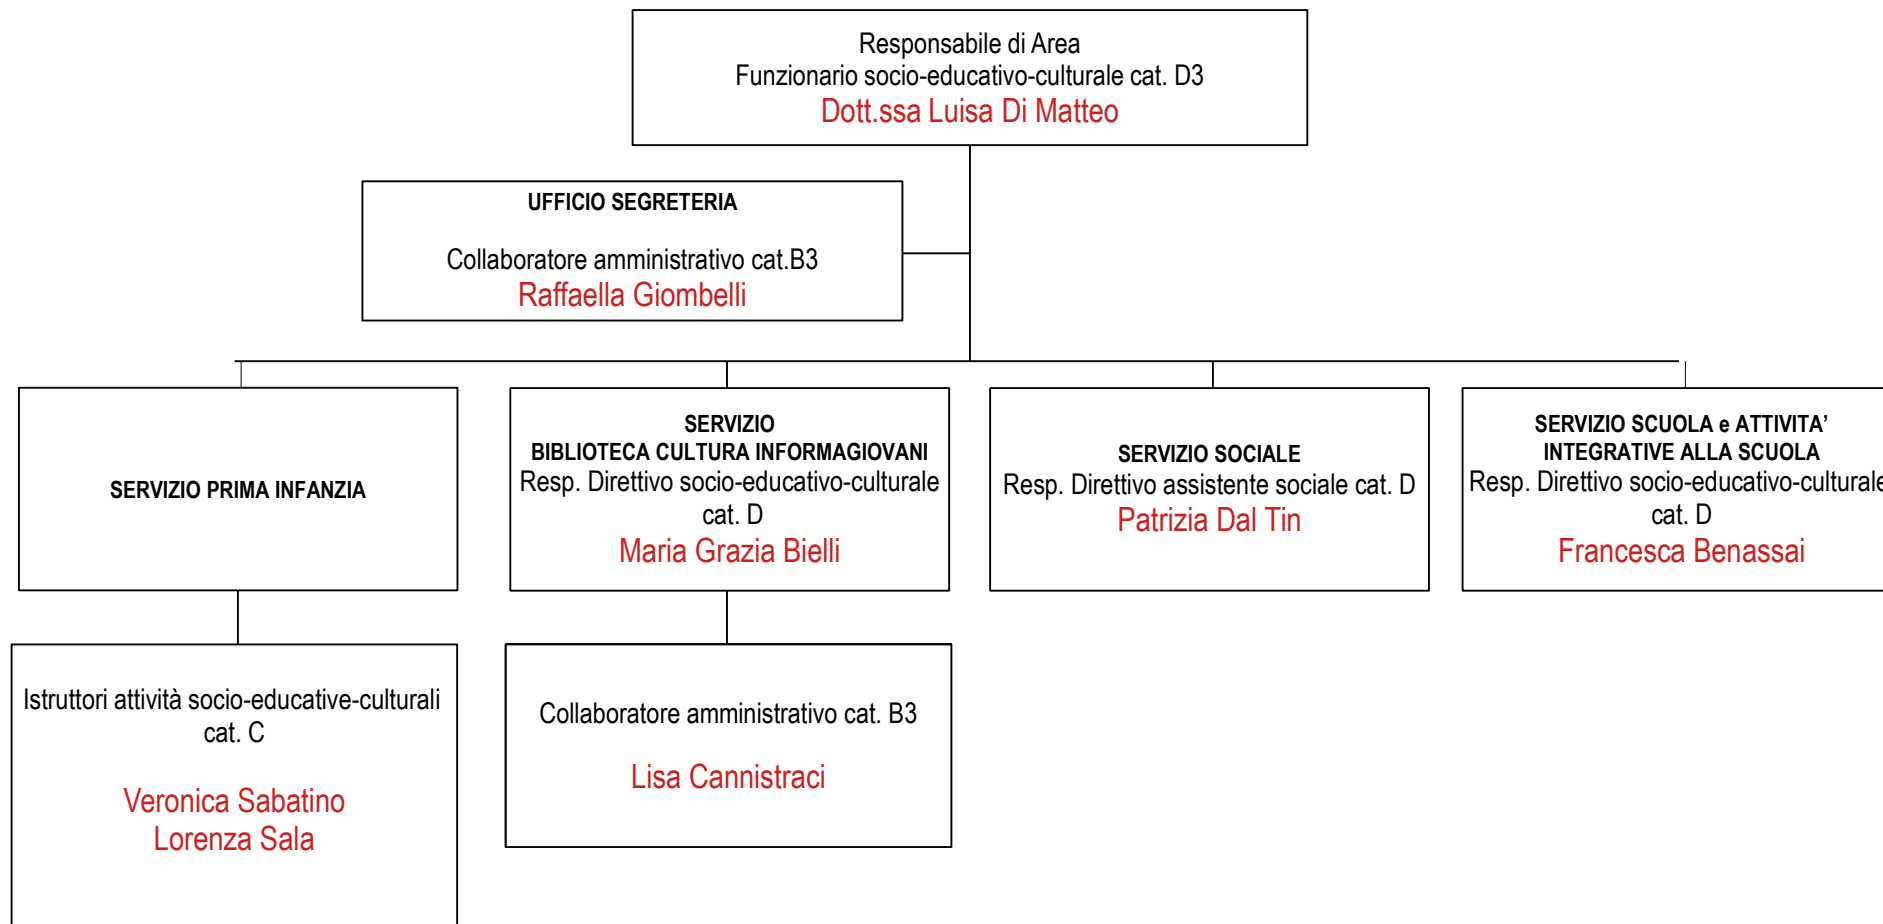 Responsabile di Area
Funzionario socio-educativo-culturale cat. D3
Dott.ssa Luisa Di Matteo
UFFICIO SEGRETERIA
Collaboratore amministrativo cat.B3
Raffaella Giombelli
SERVIZIO PRIMA INFANZIA
SERVIZIO
BIBLIOTECA CULTURA INFORMAGIOVANI
Resp. Direttivo socio-educativo-culturale
cat. D
Maria Grazia Bielli
SERVIZIO SOCIALE
Resp. Direttivo assistente sociale cat. D
Patrizia Dal Tin
SERVIZIO SCUOLA e ATTIVITA’
INTEGRATIVE ALLA SCUOLA
Resp. Direttivo socio-educativo-culturale
cat. D
Francesca Benassai
Istruttori attività socio-educative-culturali
cat. C
Veronica Sabatino
Lorenza Sala
Collaboratore amministrativo cat. B3
Lisa Cannistraci